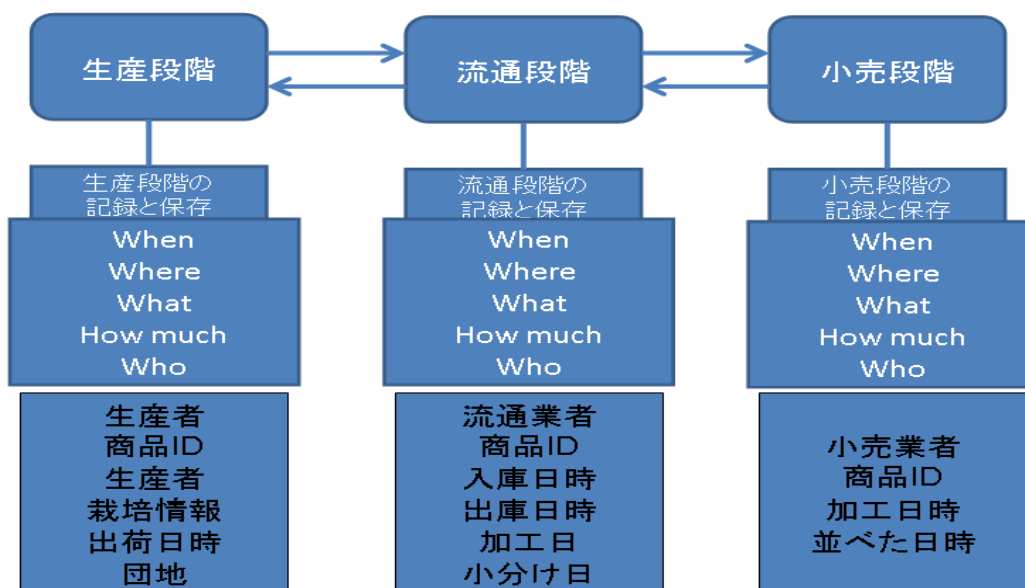 生産段階
流通段階
小売段階
生産段階の
記録と保存
When
Where
What
How much
Who
生産者
商品ID
生産者
栽培情報
出荷日時
団地
流通段階の
記録と保存
When
Where
What
How much
Who
流通業者
商品ID
入庫日時
出庫日時
加工日
小分け日
小売段階の
記録と保存
When
Where
What
How much
Who
小売業者
商品ID
加工日時
並べた日時